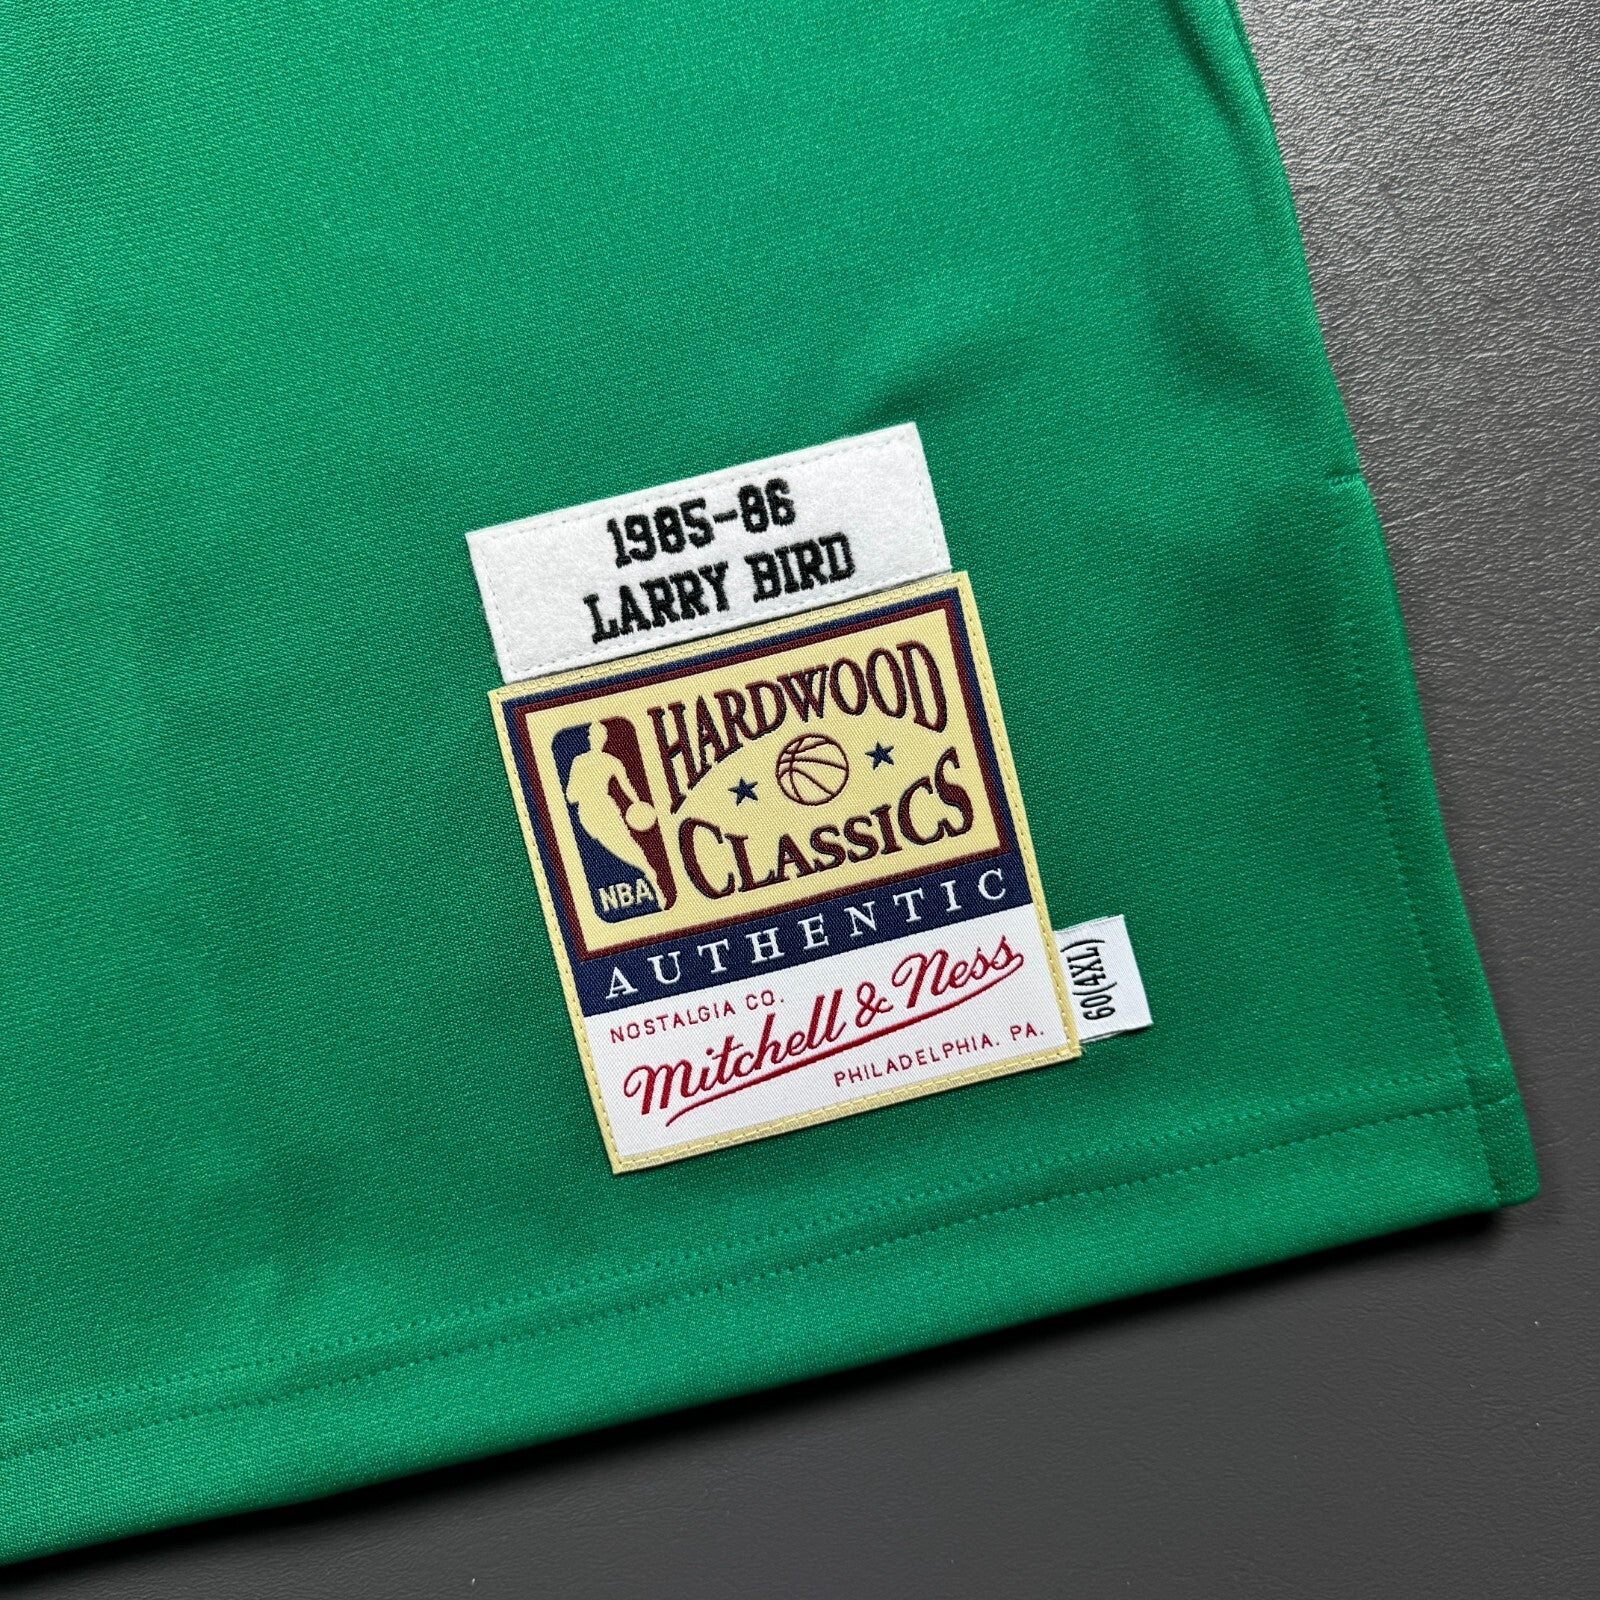 1985-86
LARRY BIRD
HARDWOOD
CLASSICS
NBA
AUTHENTIC
NOSTALGIA CO.
Mitchell & Ness
PHILADELPHIA. PA.
60(4XL)